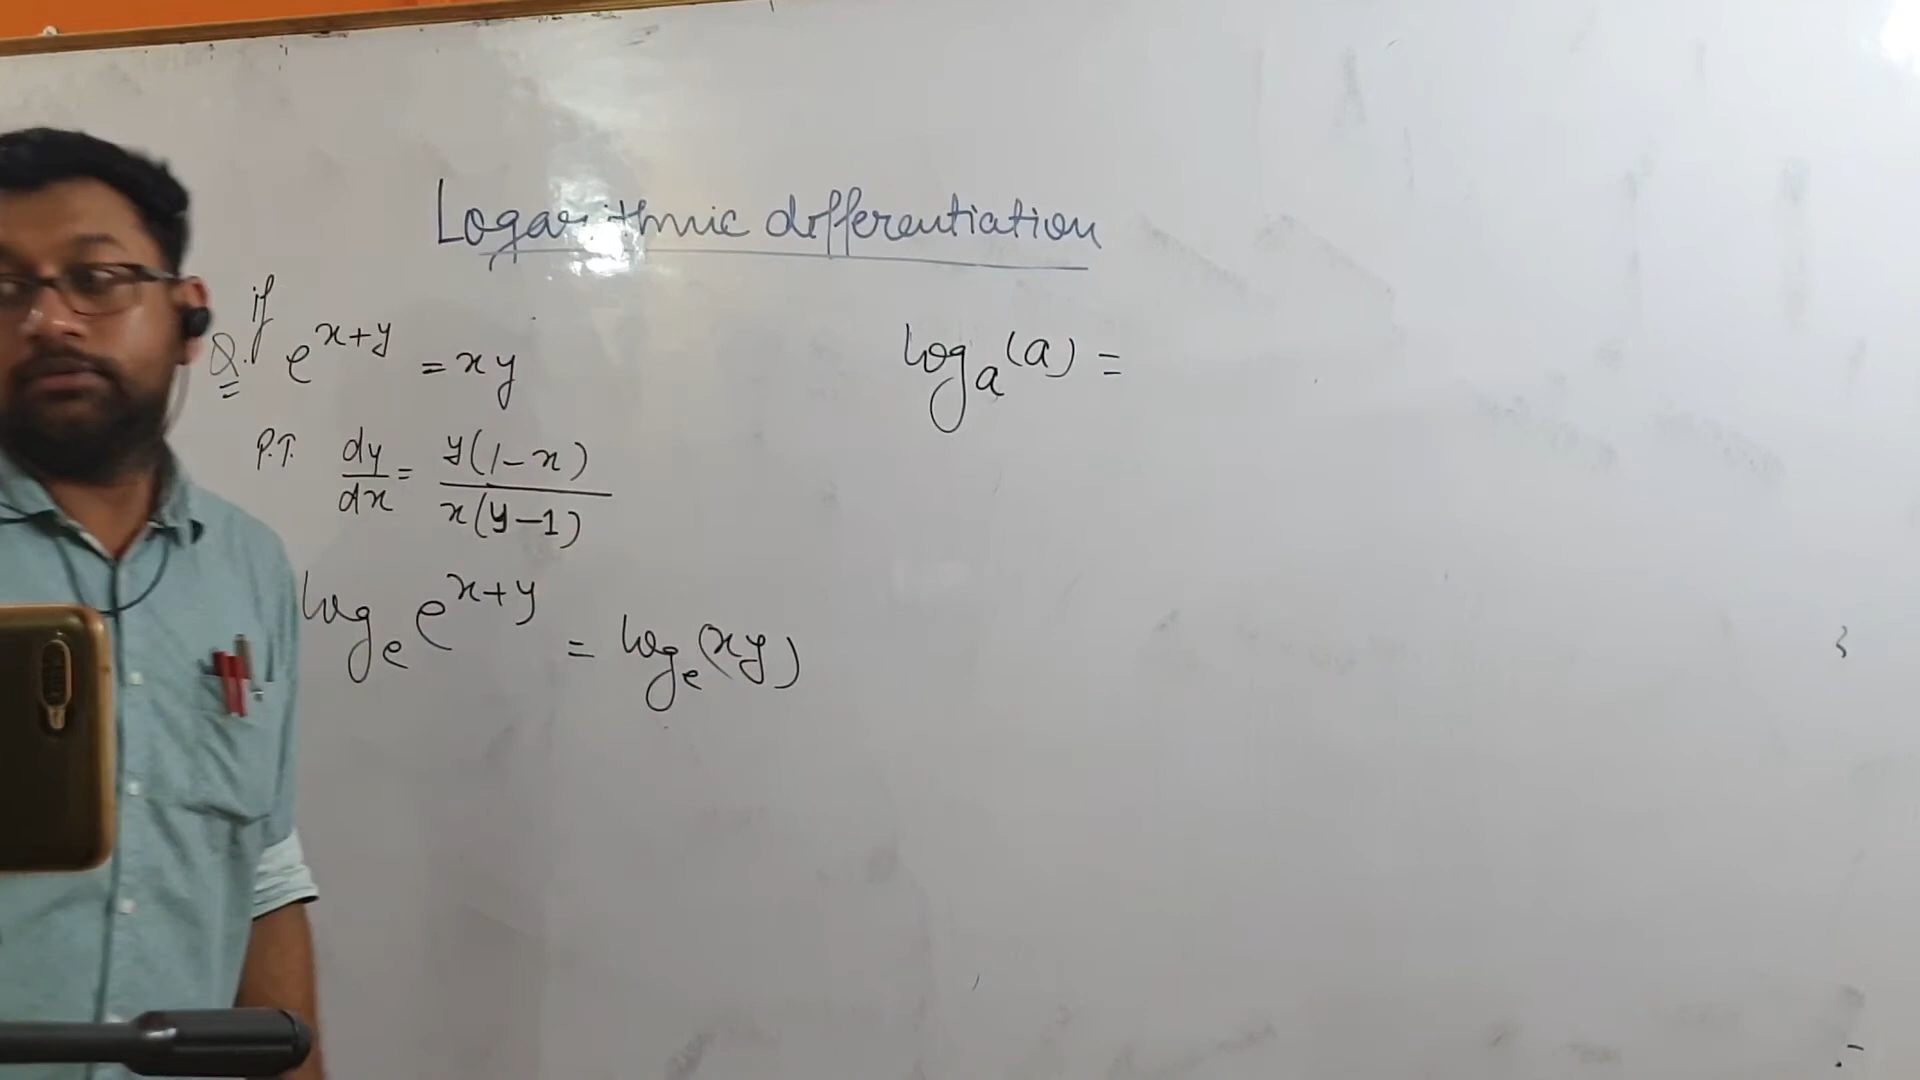 Logarithmic differentiation
Q. if e^{x+y} = xy
P.T. dy/dx = y(1-x)/x(y-1)
log_e e^{x+y} = log_e(xy)
log_a(a) =